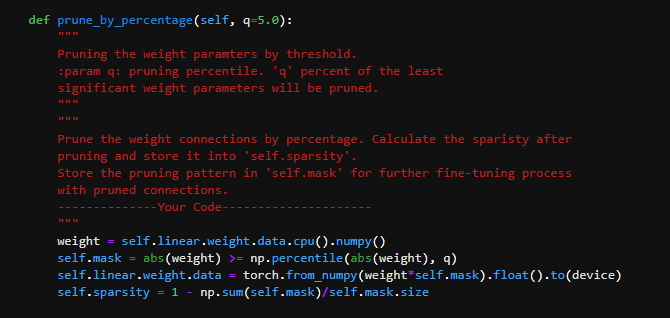 def prune_by_percentage(self, q=5.0):
"""
Pruning the weight paramters by threshold.
:param q: pruning percentile. 'q' percent of the least
significant weight parameters will be pruned.
"""
"""
Prune the weight connections by percentage. Calculate the sparisty after
pruning and store it into 'self.sparsity'.
Store the pruning pattern in 'self.mask' for further fine-tuning process
with pruned connections.
--------------Your Code---------------------
"""
weight = self.linear.weight.data.cpu().numpy()
self.mask = abs(weight) >= np.percentile(abs(weight), q)
self.linear.weight.data = torch.from_numpy(weight*self.mask).float().to(device)
self.sparsity = 1 - np.sum(self.mask)/self.mask.size